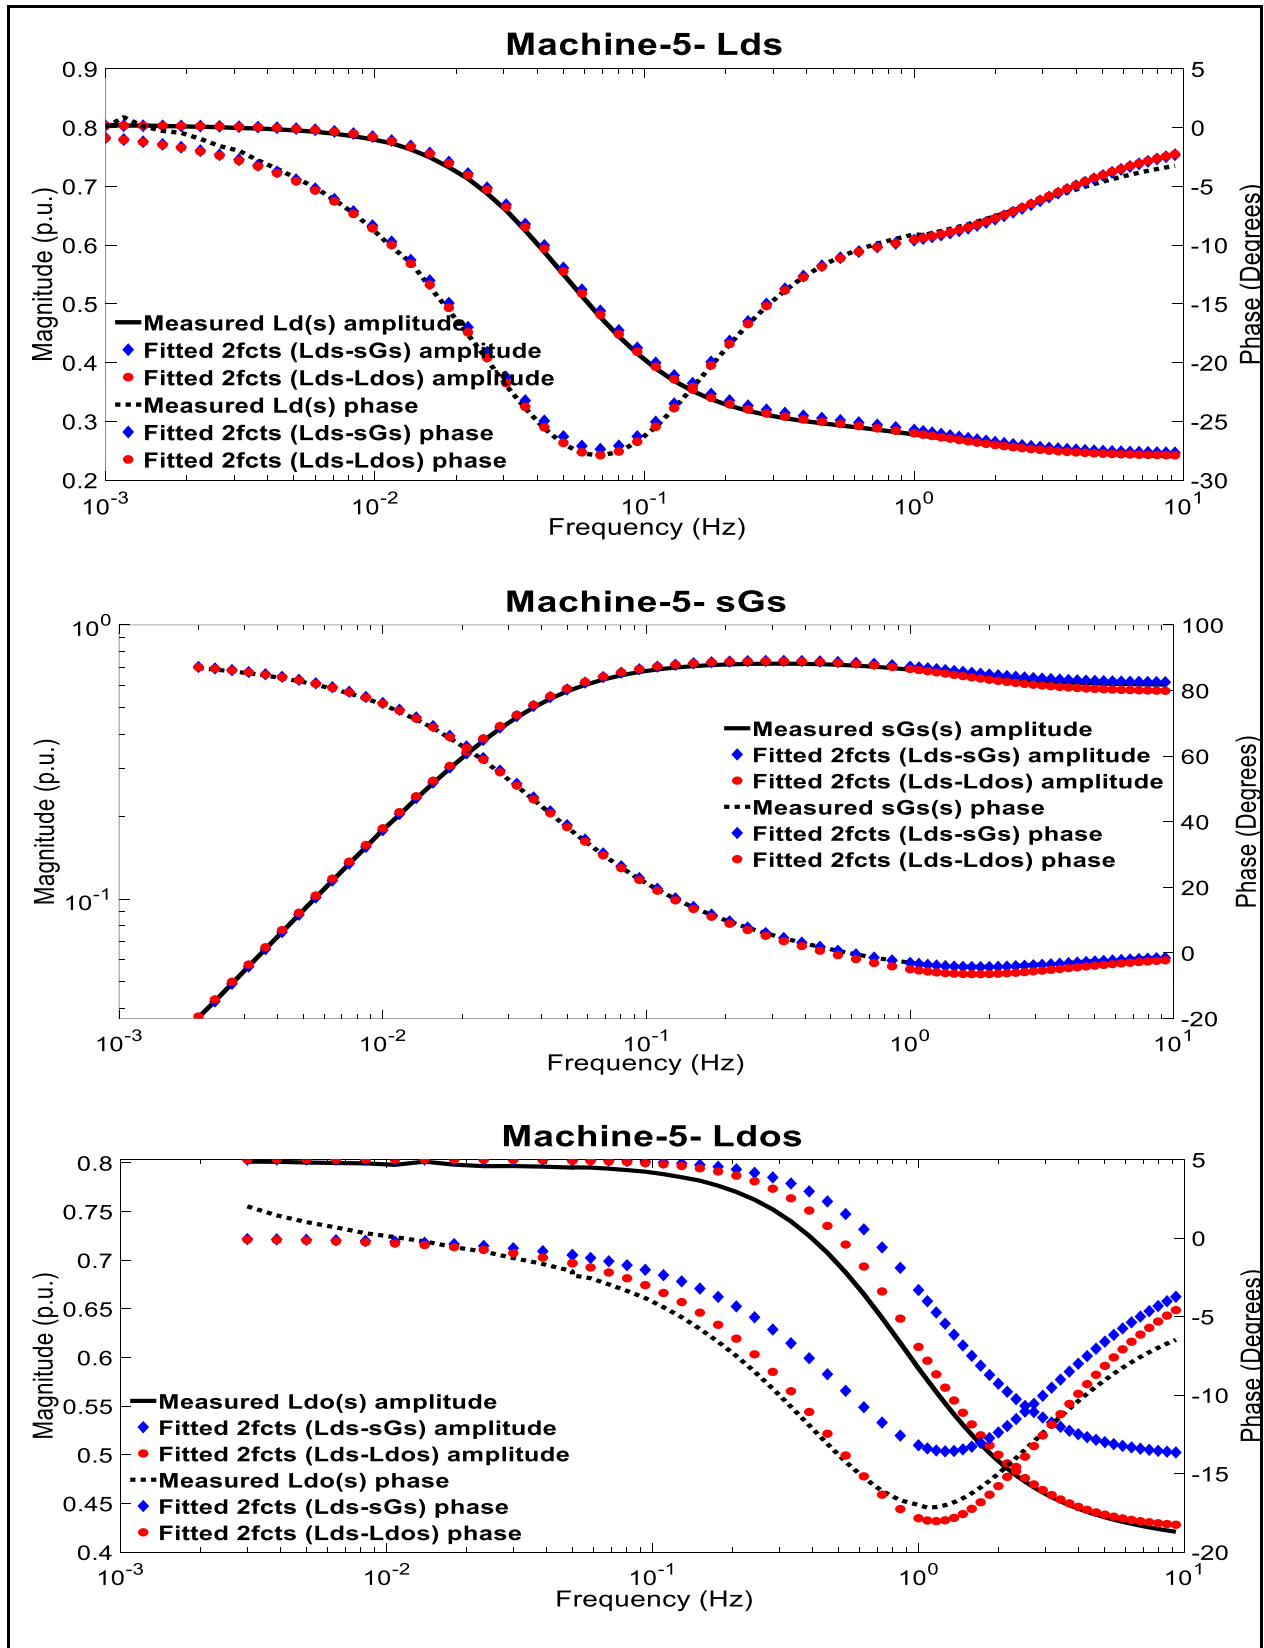 Machine-5- Lds
0.9
0.8
0.7
0.6
0.5
0.4
0.3
0.2
Magnitude (p.u.)
5
0
-5
-10
-15
-20
-25
-30
Phase (Degrees)
Measured Ld(s) amplitude
Fitted 2fcts (Lds-sGs) amplitude
Fitted 2fcts (Lds-Ldos) amplitude
Measured Ld(s) phase
Fitted 2fcts (Lds-sGs) phase
Fitted 2fcts (Lds-Ldos) phase
10^-3 10^-2 10^-1 10^0 10^1
Frequency (Hz)
Machine-5- sGs
10^0
10^-1
Magnitude (p.u.)
100
80
60
40
20
0
-20
Phase (Degrees)
Measured sGs(s) amplitude
Fitted 2fcts (Lds-sGs) amplitude
Fitted 2fcts (Lds-Ldos) amplitude
Measured sGs(s) phase
Fitted 2fcts (Lds-sGs) phase
Fitted 2fcts (Lds-Ldos) phase
10^-3 10^-2 10^-1 10^0 10^1
Frequency (Hz)
Machine-5- Ldos
0.8
0.75
0.7
0.65
0.6
0.55
0.5
0.45
0.4
Magnitude (p.u.)
5
0
-5
-10
-15
-20
Phase (Degrees)
Measured Ldo(s) amplitude
Fitted 2fcts (Lds-sGs) amplitude
Fitted 2fcts (Lds-Ldos) amplitude
Measured Ldo(s) phase
Fitted 2fcts (Lds-sGs) phase
Fitted 2fcts (Lds-Ldos) phase
10^-3 10^-2 10^-1 10^0 10^1
Frequency (Hz)